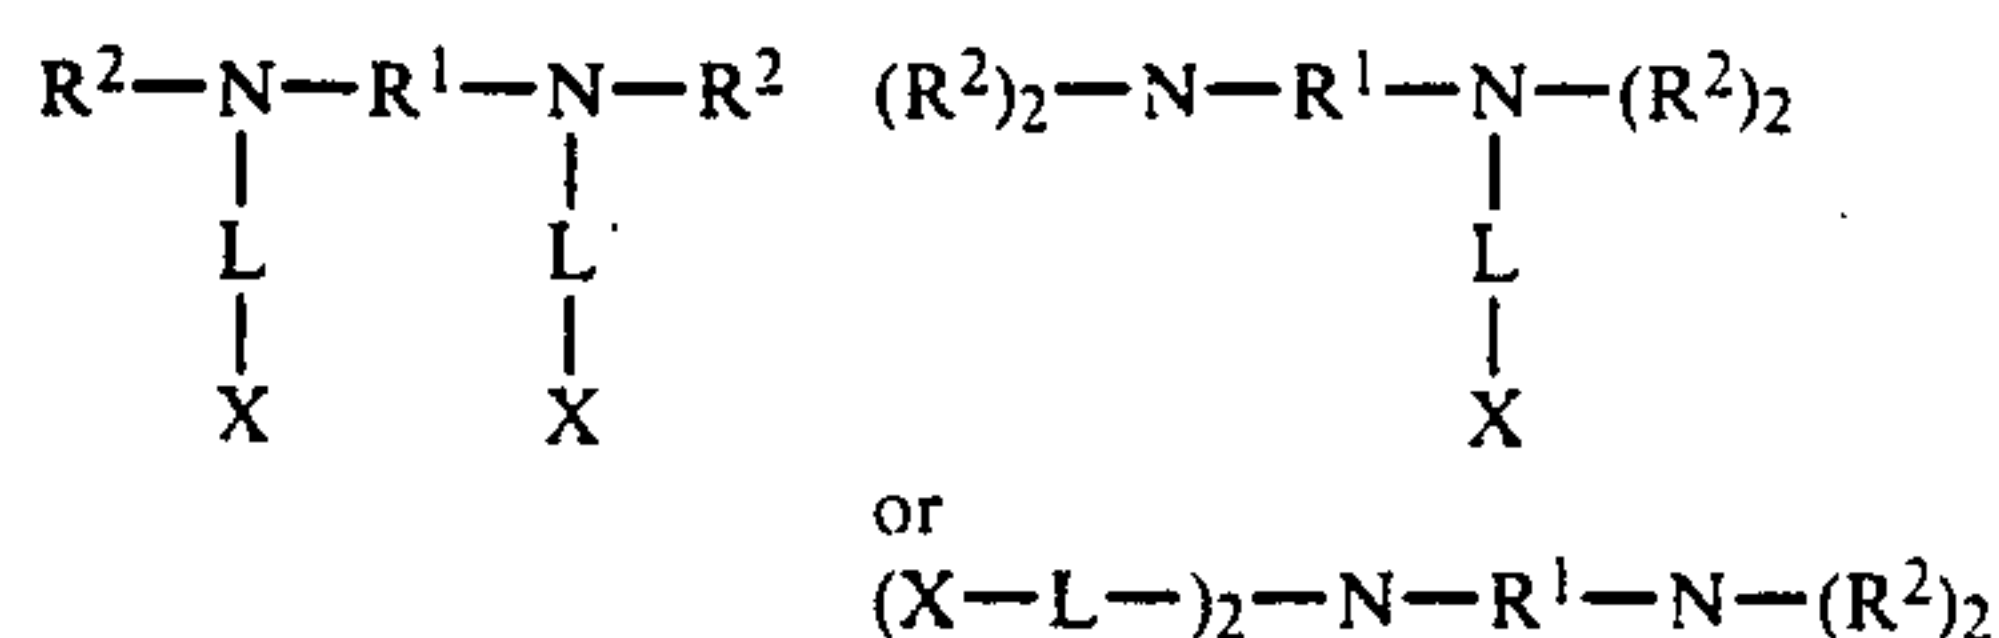 R²—N—R¹—N—R² (R²)₂—N—R¹—N—(R²)₂
L L L
X X X
or
(X—L—)₂—N—R¹—N—(R²)₂